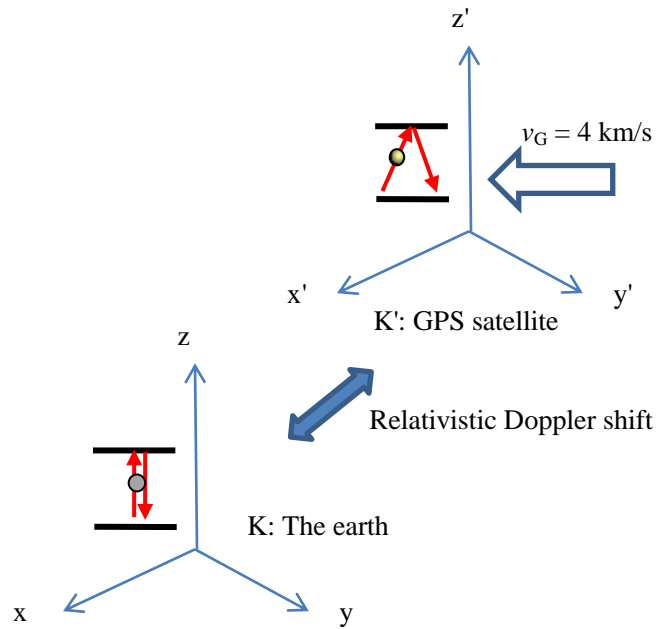 z'
v_G = 4 km/s
x'
y'
K': GPS satellite
z
Relativistic Doppler shift
K: The earth
x
y